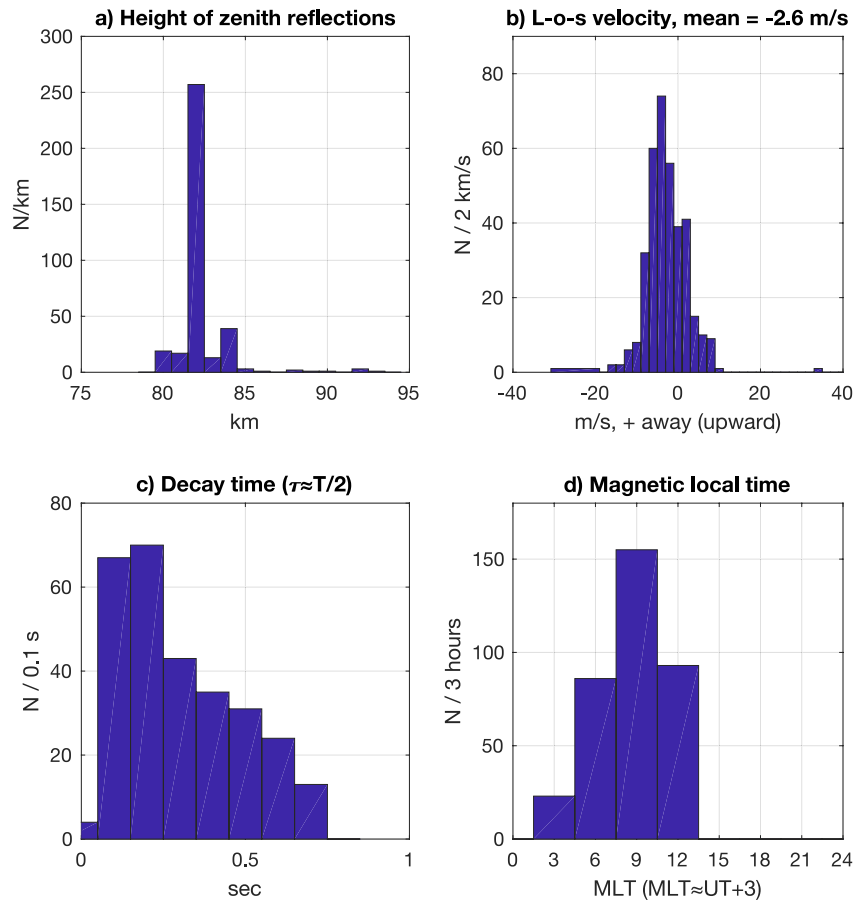 a) Height of zenith reflections
300
250
200
150
100
50
0
N/km
75 80 85 90 95
km
b) L-o-s velocity, mean = -2.6 m/s
80
60
40
20
0
N / 2 km/s
-40 -20 0 20 40
m/s, + away (upward)
c) Decay time (τ≈T/2)
80
60
40
20
0
N / 0.1 s
0 0.5 1
sec
d) Magnetic local time
150
100
50
0
N / 3 hours
0 3 6 9 12 15 18 21 24
MLT (MLT≈UT+3)